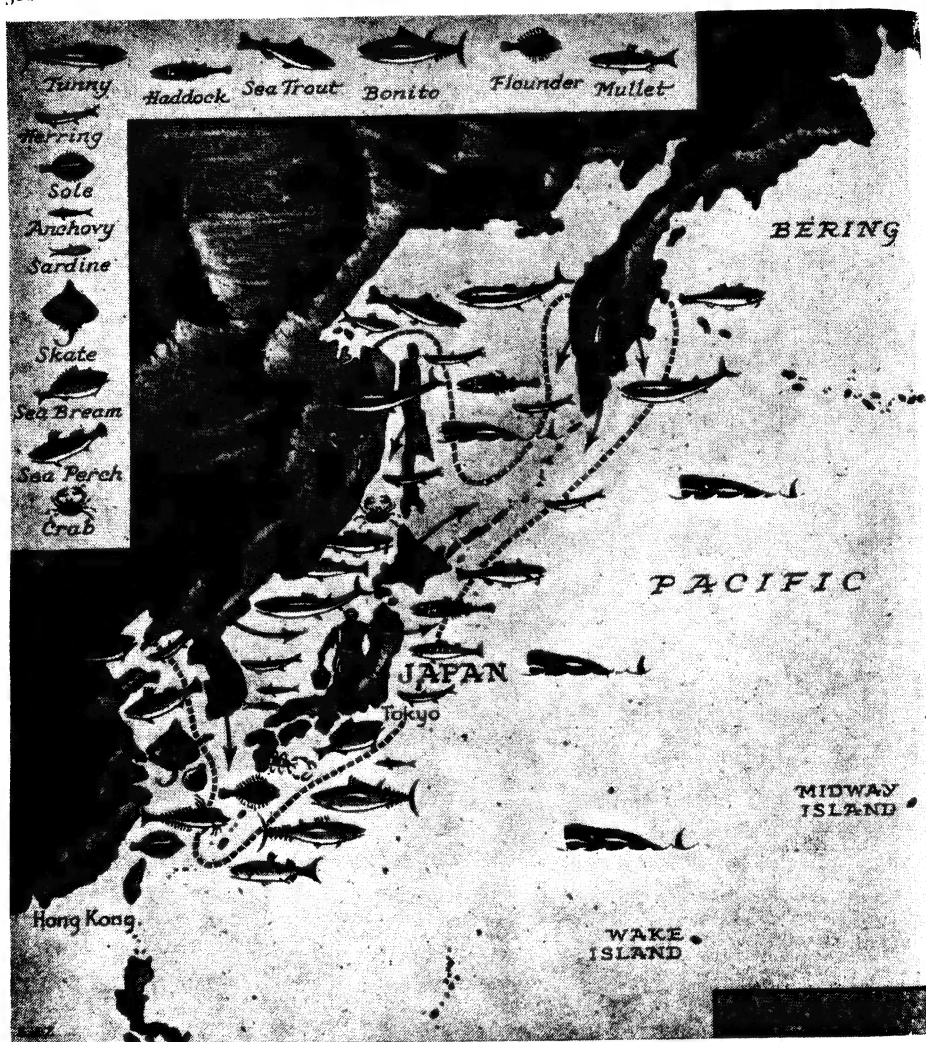 Tunny
Haddock
Sea Trout
Bonito
Flounder
Mullet
Herring
Sole
Anchovy
Sardine
Skate
Sea Bream
Sea Perch
Crab
BERING
PACIFIC
JAPAN
Tokyo
MIDWAY
ISLAND
Hong Kong
WAKE
ISLAND